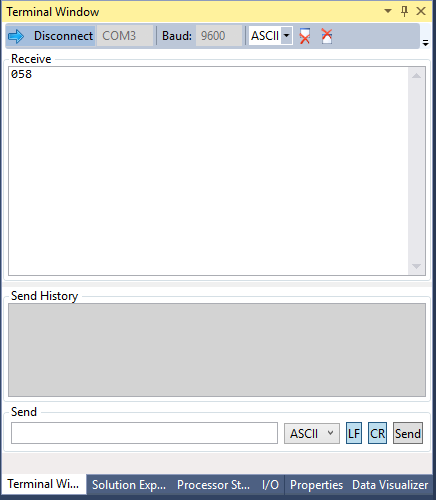 Terminal Window
Disconnect COM3 Baud: 9600 ASCII
Receive
058
Send History
Send
ASCII LF CR Send
Terminal Wi... Solution Exp... Processor St... I/O Properties Data Visualizer